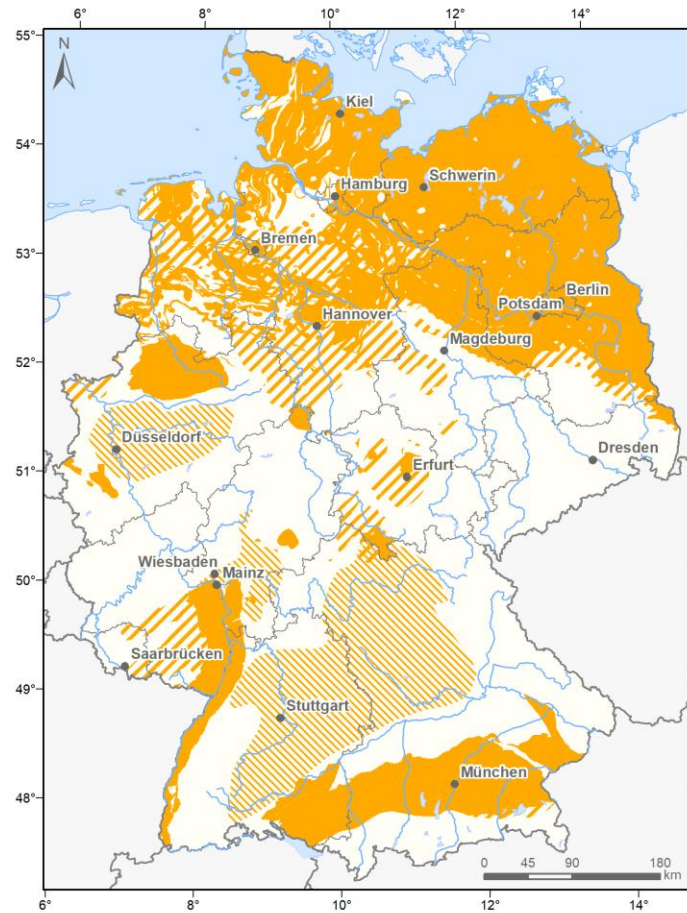 6° 8° 10° 12° 14°
55°
N
Kiel
54°
Schwerin
Hamburg
Bremen
53°
Berlin
Potsdam
Hannover
Magdeburg
52°
Düsseldorf
Dresden
51°
Erfurt
Wiesbaden
Mainz
50°
Saarbrücken
49°
Stuttgart
München
48°
0 45 90 180
km
6° 8° 10° 12° 14°